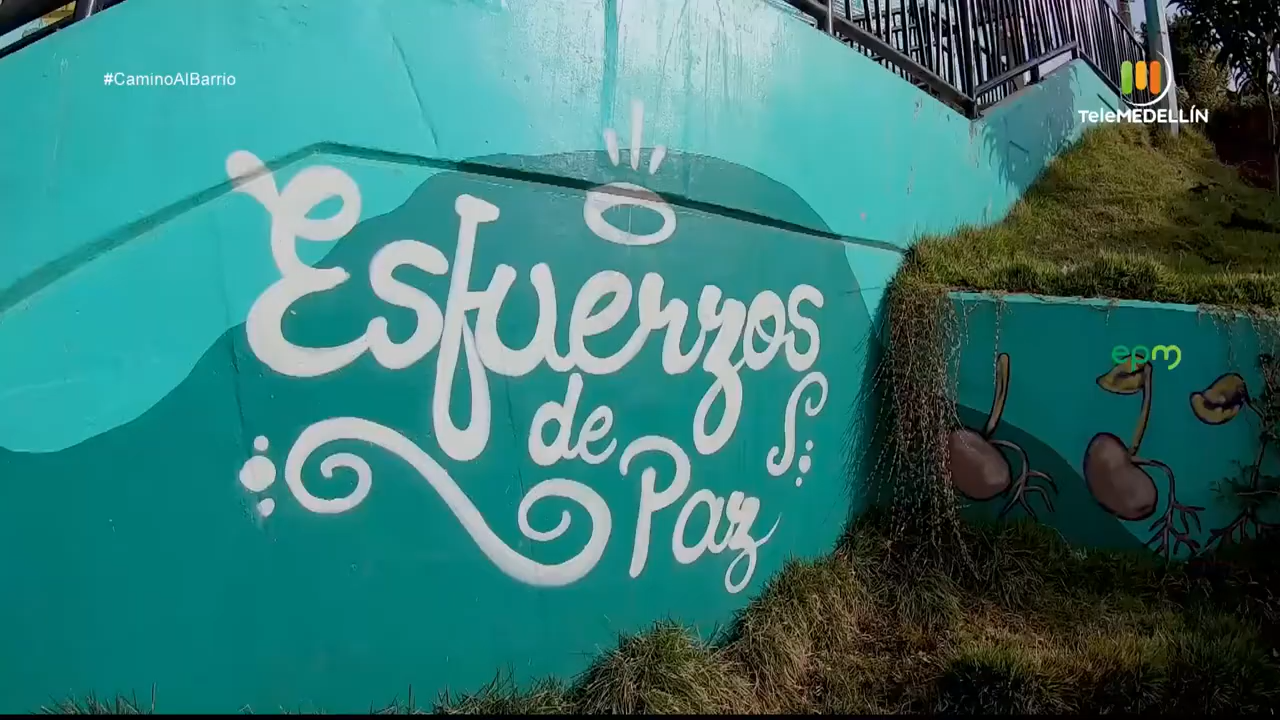 #CaminoAlBarrio
TeleMEDELLÍN
Esfuerzos
de
Paz
epm